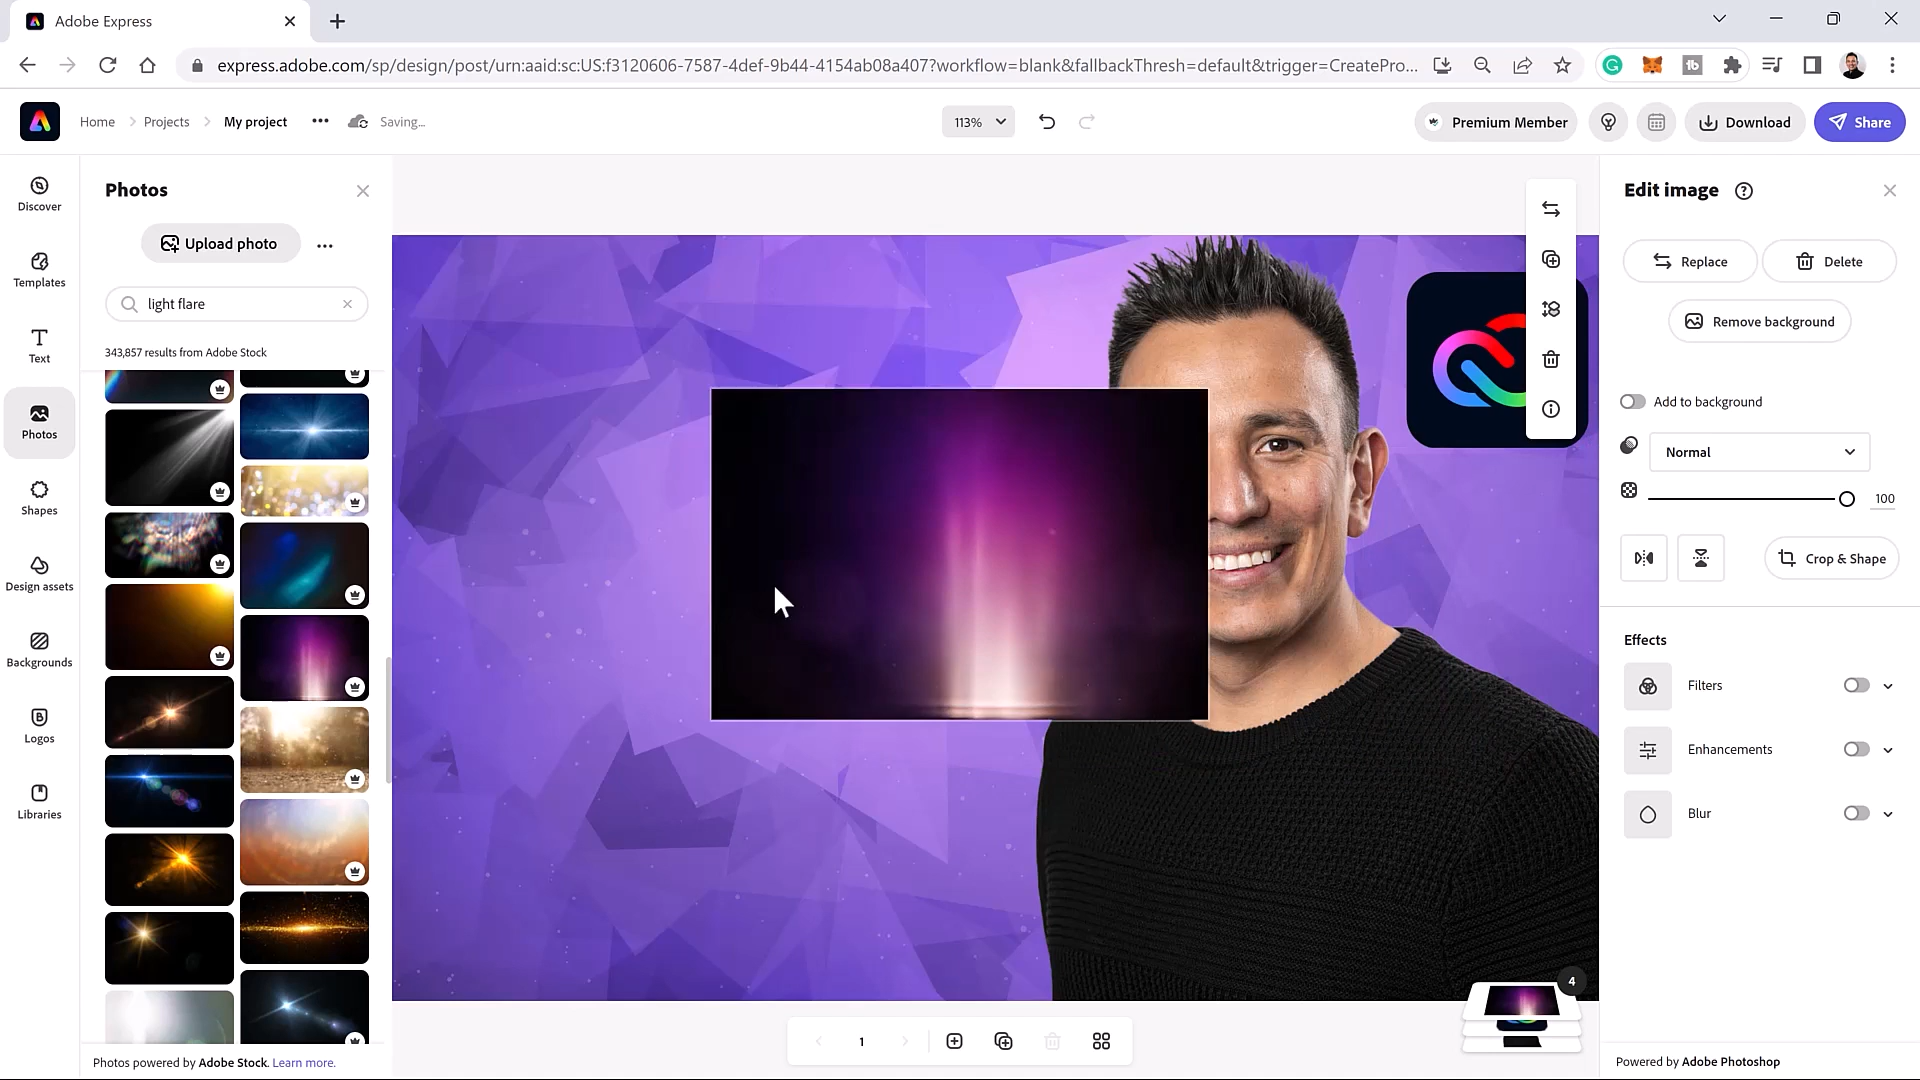 Adobe Express
express.adobe.com/sp/design/post/urn:aaid:sc:US:f3120606-7587-4def-9b44-4154ab08a407?workflow=blank&fallbackThresh=default&trigger=CreatePro...
Home
Projects
My project
Saving...
113%
Premium Member
Download
Share
Discover
Templates
Text
Photos
Shapes
Design assets
Backgrounds
Logos
Libraries
Photos
Upload photo
light flare
343,857 results from Adobe Stock
Photos powered by Adobe Stock. Learn more.
1
4
Edit image
Replace
Delete
Remove background
Add to background
Normal
100
Crop & Shape
Effects
Filters
Enhancements
Blur
Powered by Adobe Photoshop